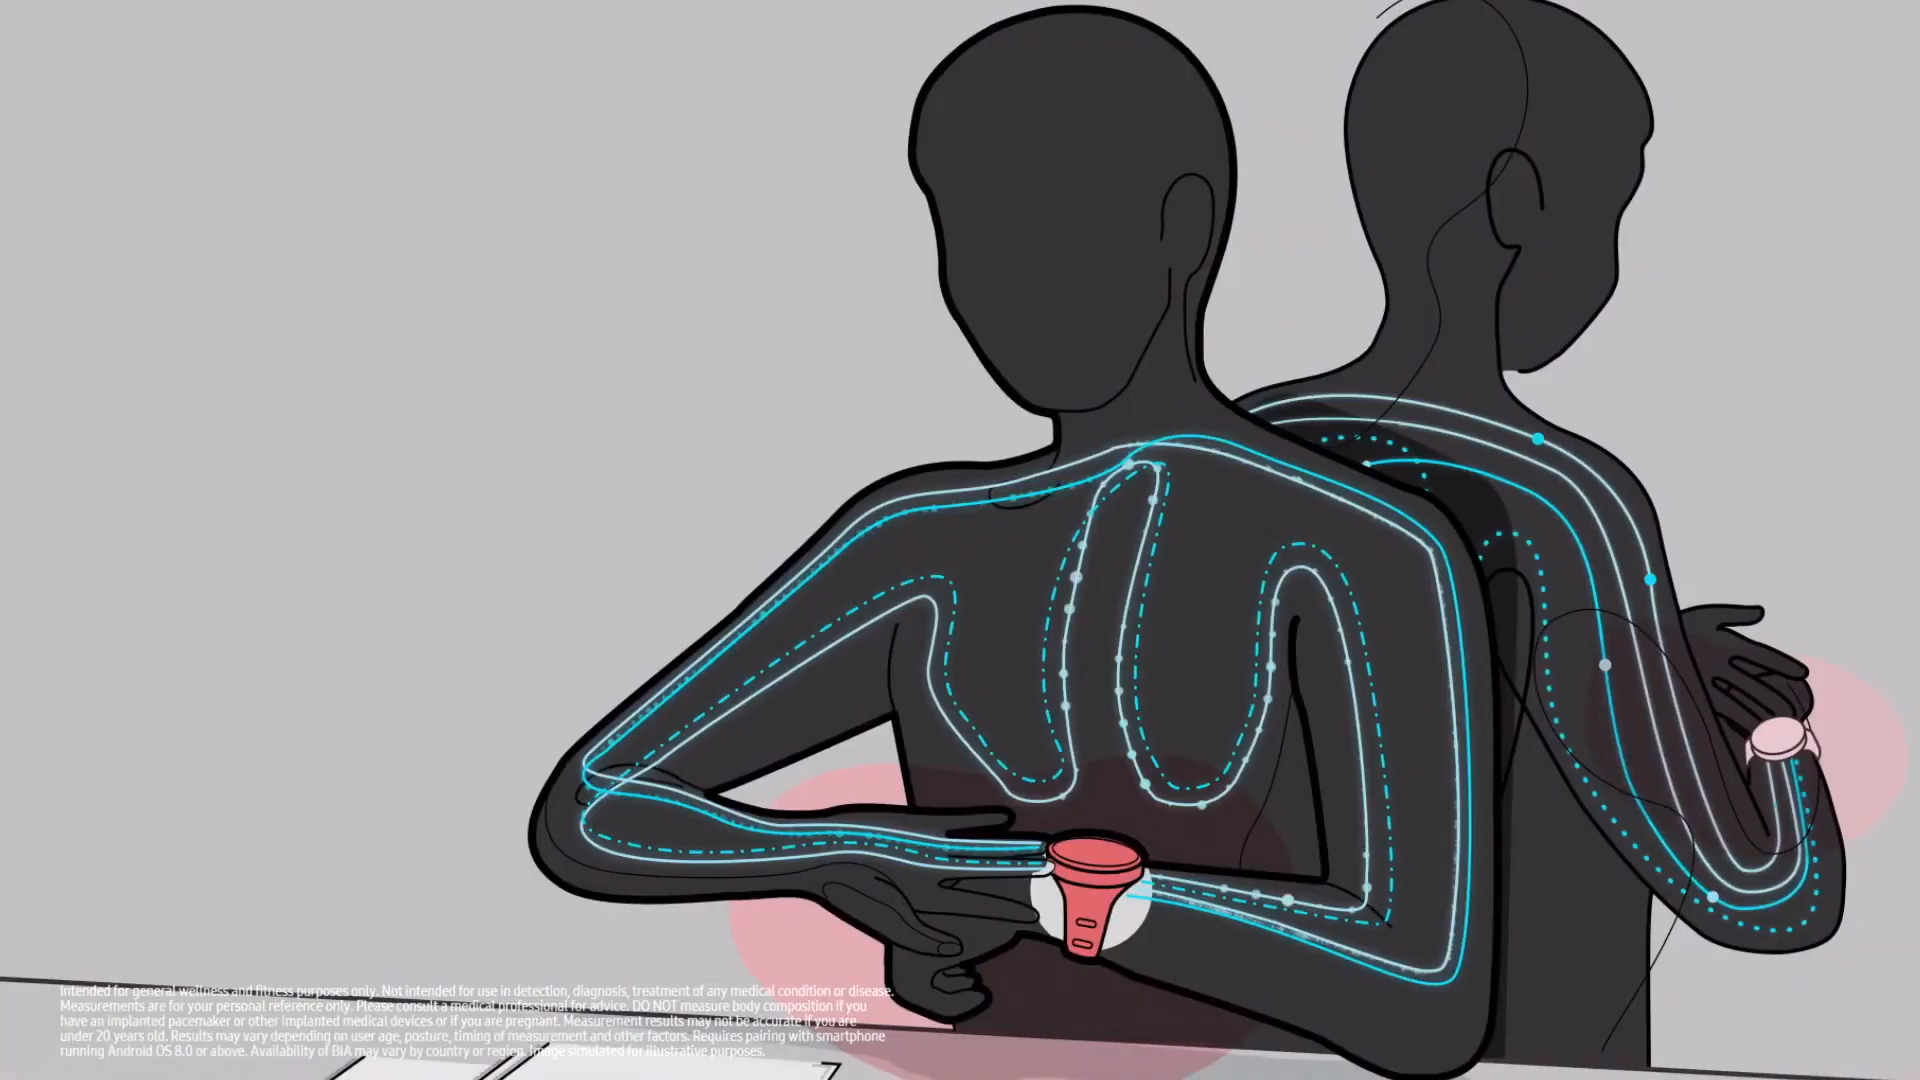 Intended for general wellness and fitness purposes only. Not intended for use in detection, diagnosis, treatment of any medical condition or disease.
Measurements are for your personal reference only. Please consult a medical professional for advice. DO NOT measure body composition if you
have an implanted pacemaker or other implanted medical devices or if you are pregnant. Measurement results may not be accurate if you are
under 20 years old. Results may vary depending on user age, posture, timing of measurement and other factors. Requires pairing with smartphone
running Android OS 8.0 or above. Availability of BIA may vary by country or region. Image simulated for illustrative purposes.